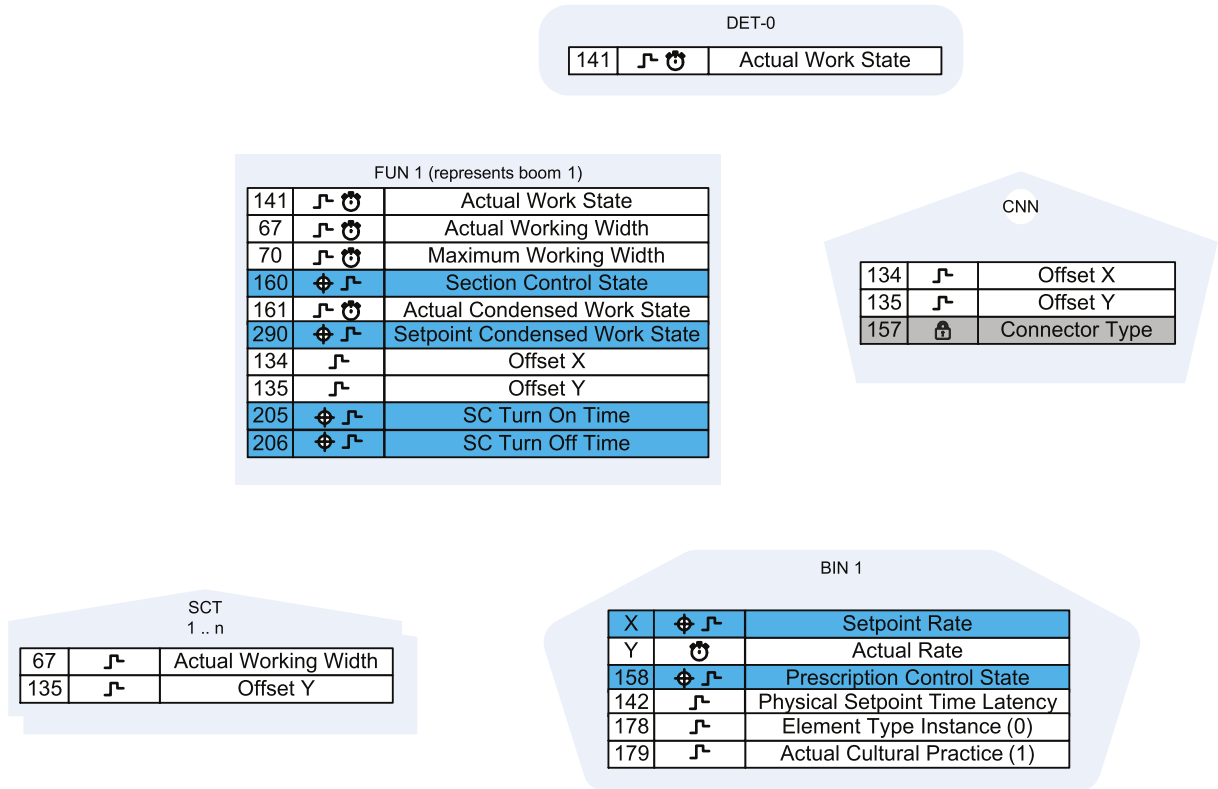 DET-0
141 Actual Work State
FUN 1 (represents boom 1)
141 Actual Work State
67 Actual Working Width
70 Maximum Working Width
160 Section Control State
161 Actual Condensed Work State
290 Setpoint Condensed Work State
134 Offset X
135 Offset Y
205 SC Turn On Time
206 SC Turn Off Time
CNN
134 Offset X
135 Offset Y
157 Connector Type
SCT
1 .. n
67 Actual Working Width
135 Offset Y
BIN 1
X Setpoint Rate
Y Actual Rate
158 Prescription Control State
142 Physical Setpoint Time Latency
178 Element Type Instance (0)
179 Actual Cultural Practice (1)